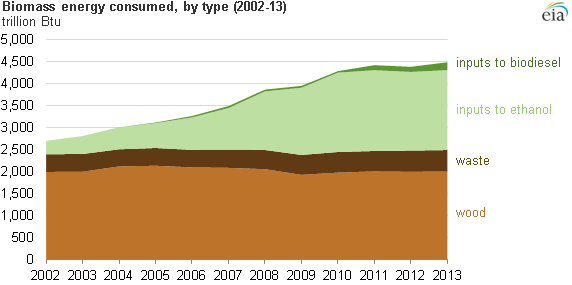 Biomass energy consumed, by type (2002-13)
trillion Btu
eia
5,000
4,500
4,000
3,500
3,000
2,500
2,000
1,500
1,000
500
0
inputs to biodiesel
inputs to ethanol
waste
wood
2002 2003 2004 2005 2006 2007 2008 2009 2010 2011 2012 2013